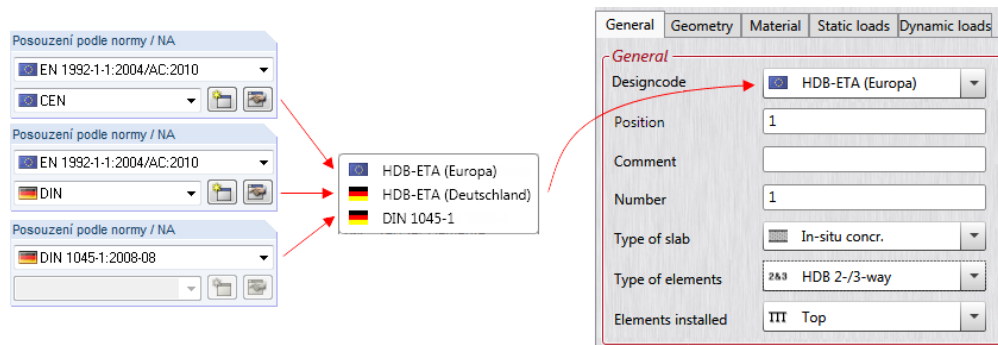 Posouzení podle normy / NA
EN 1992-1-1:2004/AC:2010
CEN
Posouzení podle normy / NA
EN 1992-1-1:2004/AC:2010
DIN
Posouzení podle normy / NA
DIN 1045-1:2008-08
HDB-ETA (Europa)
HDB-ETA (Deutschland)
DIN 1045-1
General Geometry Material Static loads Dynamic loads
General
Designcode HDB-ETA (Europa)
Position 1
Comment
Number 1
Type of slab In-situ concr.
Type of elements 2&3 HDB 2-/3-way
Elements installed Top